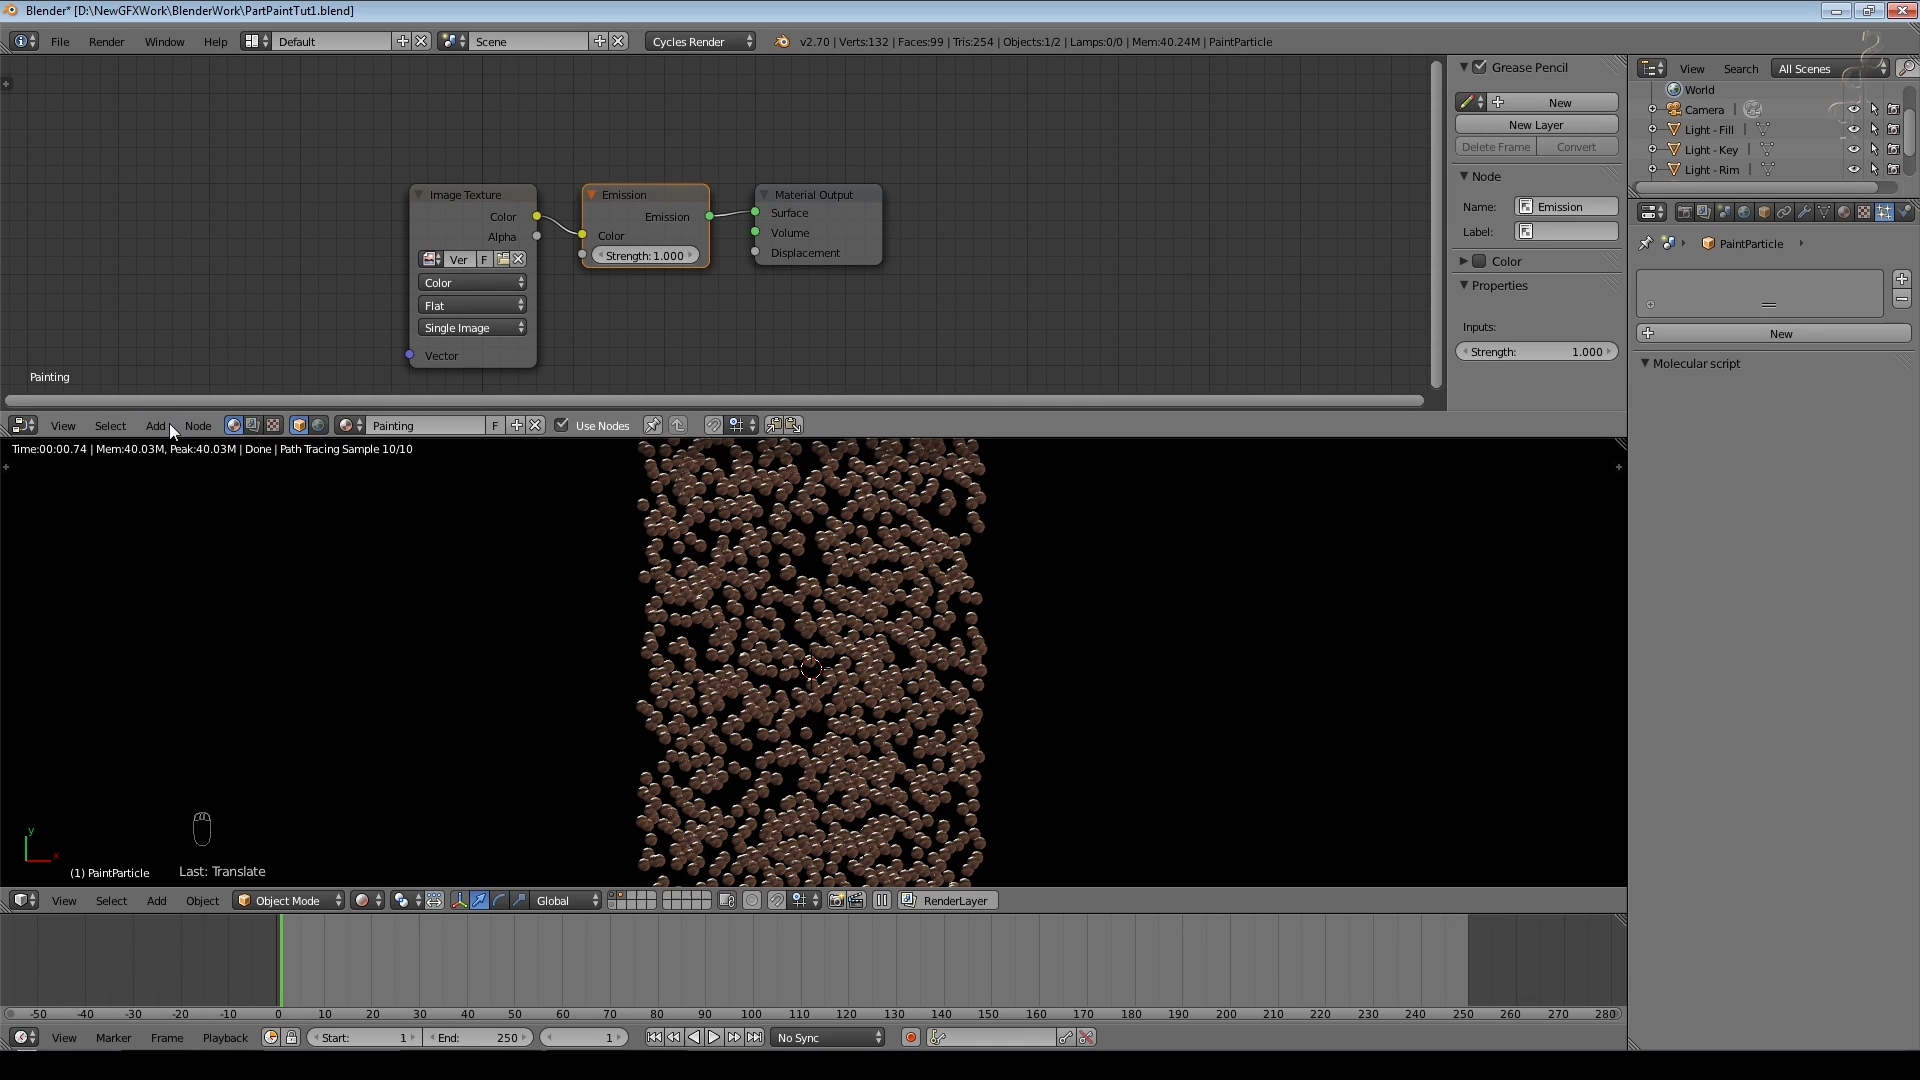 Blender* [D:\NewGFXWork\BlenderWork\PartPaintTut1.blend]
File Render Window Help Default Scene Cycles Render v2.70 | Verts:132 | Faces:99 | Tris:254 | Objects:1/2 | Lamps:0/0 | Mem:40.24M | PaintParticle
Image Texture
Color
Alpha
Ver F
Color
Flat
Single Image
Vector
Emission
Emission
Color
Strength: 1.000
Material Output
Surface
Volume
Displacement
Painting
Grease Pencil
New
New Layer
Delete Frame Convert
Node
Name: Emission
Label:
Color
Properties
Inputs:
Strength: 1.000
View Search All Scenes
World
Camera
Light - Fill
Light - Key
Light - Rim
PaintParticle
New
Molecular script
View Select Add Node Painting F Use Nodes
Time:00:00.74 | Mem:40.03M, Peak:40.03M | Done | Path Tracing Sample 10/10
y
x
(1) PaintParticle
Last: Translate
View Select Add Object Object Mode Global RenderLayer
-50 -40 -30 -20 -10 0 10 20 30 40 50 60 70 80 90 100 110 120 130 140 150 160 170 180 190 200 210 220 230 240 250 260 270 280
View Marker Frame Playback Start: 1 End: 250 1 No Sync